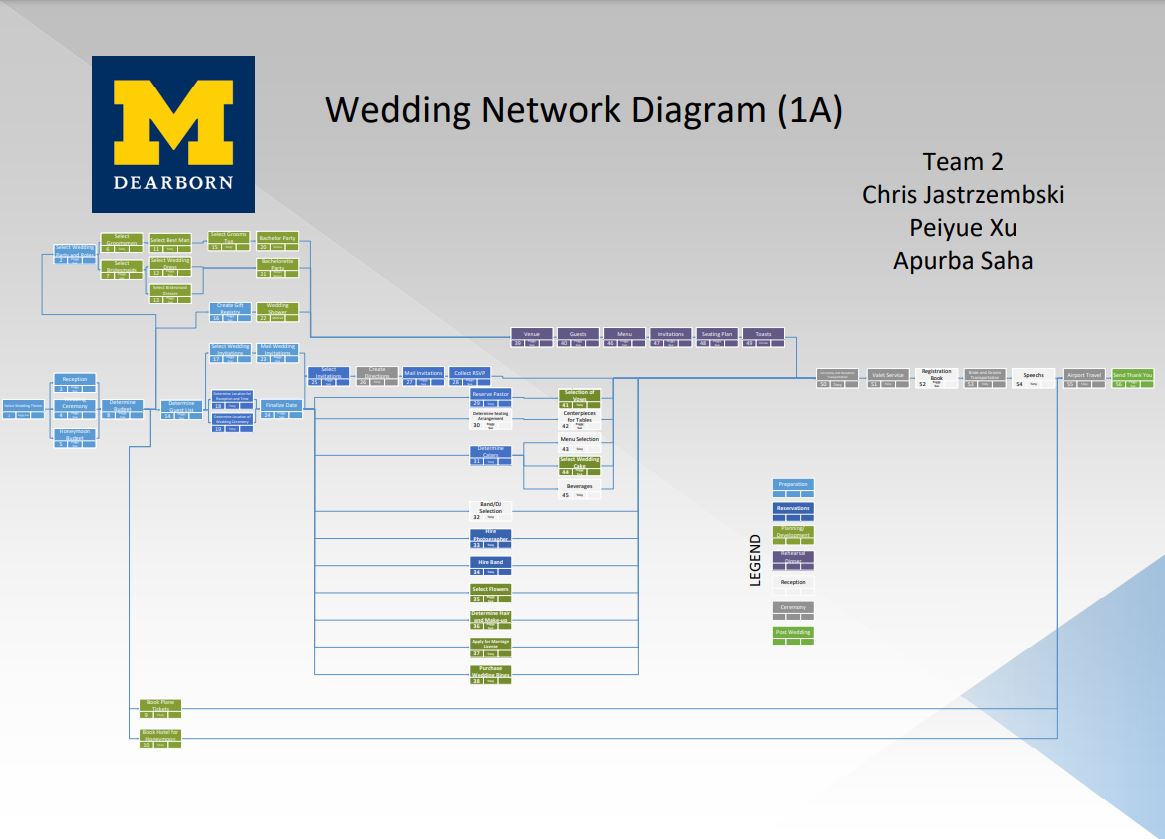 M
DEARBORN
Wedding Network Diagram (1A)
Team 2
Chris Jastrzembski
Peiyue Xu
Apurba Saha
Select Wedding
Party and Roles
2
Select
Groomsmen
6
Select Best Man
11
Select Grooms
Tux
15
Bachelor Party
20
Select
Bridesmaids
7
Select Wedding
Dress
12
Bachelorette
Party
21
Select Bridesmaid
Dresses
13
Create Gift
Registry
16
Wedding
Shower
22
Venue
39
Guests
40
Menu
46
Invitations
47
Seating Plan
48
Toasts
49
Select Wedding
Invitations
17
Mail Wedding
Invitations
23
Select
Invitations
25
Create
Directions
26
Mail Invitations
27
Collect RSVP
28
50
Valet Service
51
Registration
Book
52
Bride and Groom
Transportation
53
Speechs
54
Airport Travel
55
Send Thank You
56
Reception
3
Select Wedding Theme
1
Wedding
Ceremony
4
Determine
Budget
8
Honeymoon
Budget
5
Determine
Guest List
14
Determine Location for
Reception and Time
18
Determine Location of
Wedding Ceremony
19
Finalize Date
24
Reserve Pastor
29
Determine Seating
Arrangement
30
Determine
Colors
31
Selection of
Vows
41
Centerpieces
for Tables
42
Menu Selection
43
Select Wedding
Cake
44
Beverages
45
Band/DJ
Selection
32
Hire
Photographer
33
Hire Band
34
Select Flowers
35
Determine Hair
and Make-up
36
Apply for Marriage
License
37
Purchase
Wedding Rings
38
Book Plane
Tickets
9
Book Hotel for
Honeymoon
10
LEGEND
Preparation
Reservations
Planning/
Development
Rehearsal
Dinner
Reception
Ceremony
Post Wedding